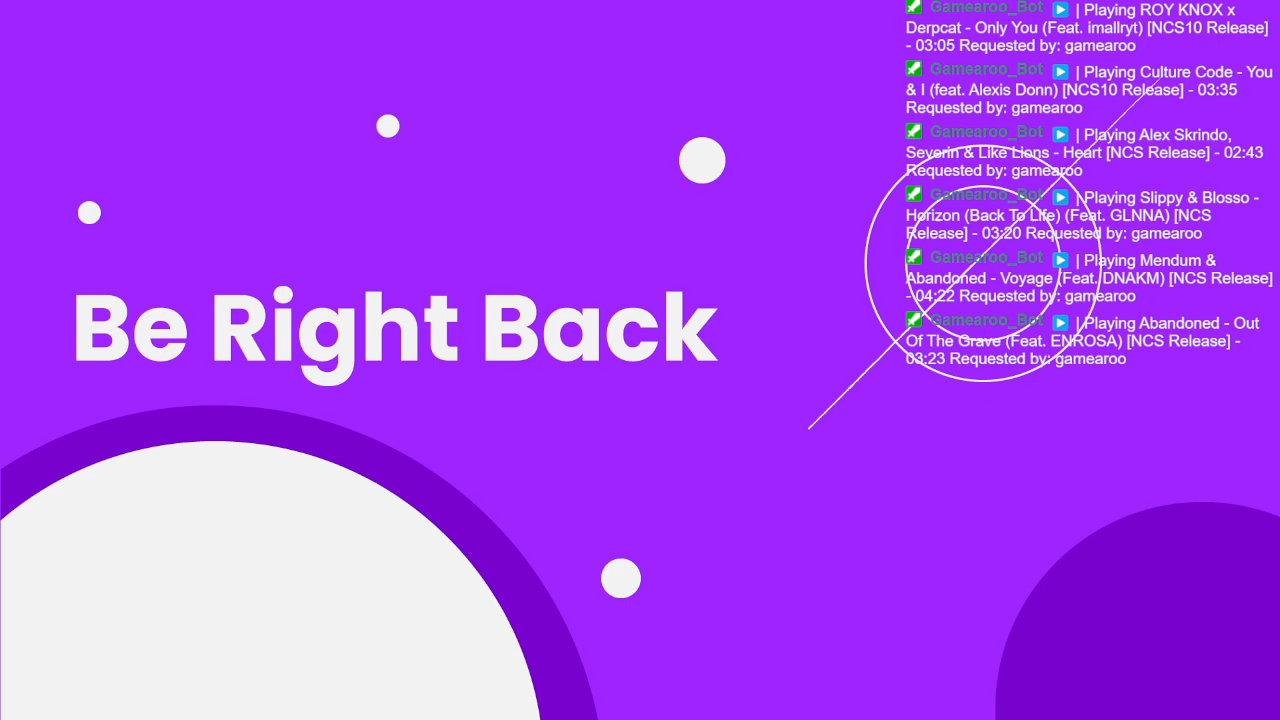 Gamearoo_Bot ▶️ | Playing ROY KNOX x
Derpcat - Only You (Feat. imallryt) [NCS10 Release]
- 03:05 Requested by: gamearoo
Gamearoo_Bot ▶️ | Playing Culture Code - You
& I (feat. Alexis Donn) [NCS10 Release] - 03:35
Requested by: gamearoo
Gamearoo_Bot ▶️ | Playing Alex Skrindo,
Severin & Like Lions - Heart [NCS Release] - 02:43
Requested by: gamearoo
Gamearoo_Bot ▶️ | Playing Slippy & Blosso -
Horizon (Back To Life) (Feat. GLNNA) [NCS
Release] - 03:20 Requested by: gamearoo
Gamearoo_Bot ▶️ | Playing Mendum &
Abandoned - Voyage (Feat. DNAKM) [NCS Release]
- 04:22 Requested by: gamearoo
Gamearoo_Bot ▶️ | Playing Abandoned - Out
Of The Grave (Feat. ENROSA) [NCS Release] -
03:23 Requested by: gamearoo
Be Right Back